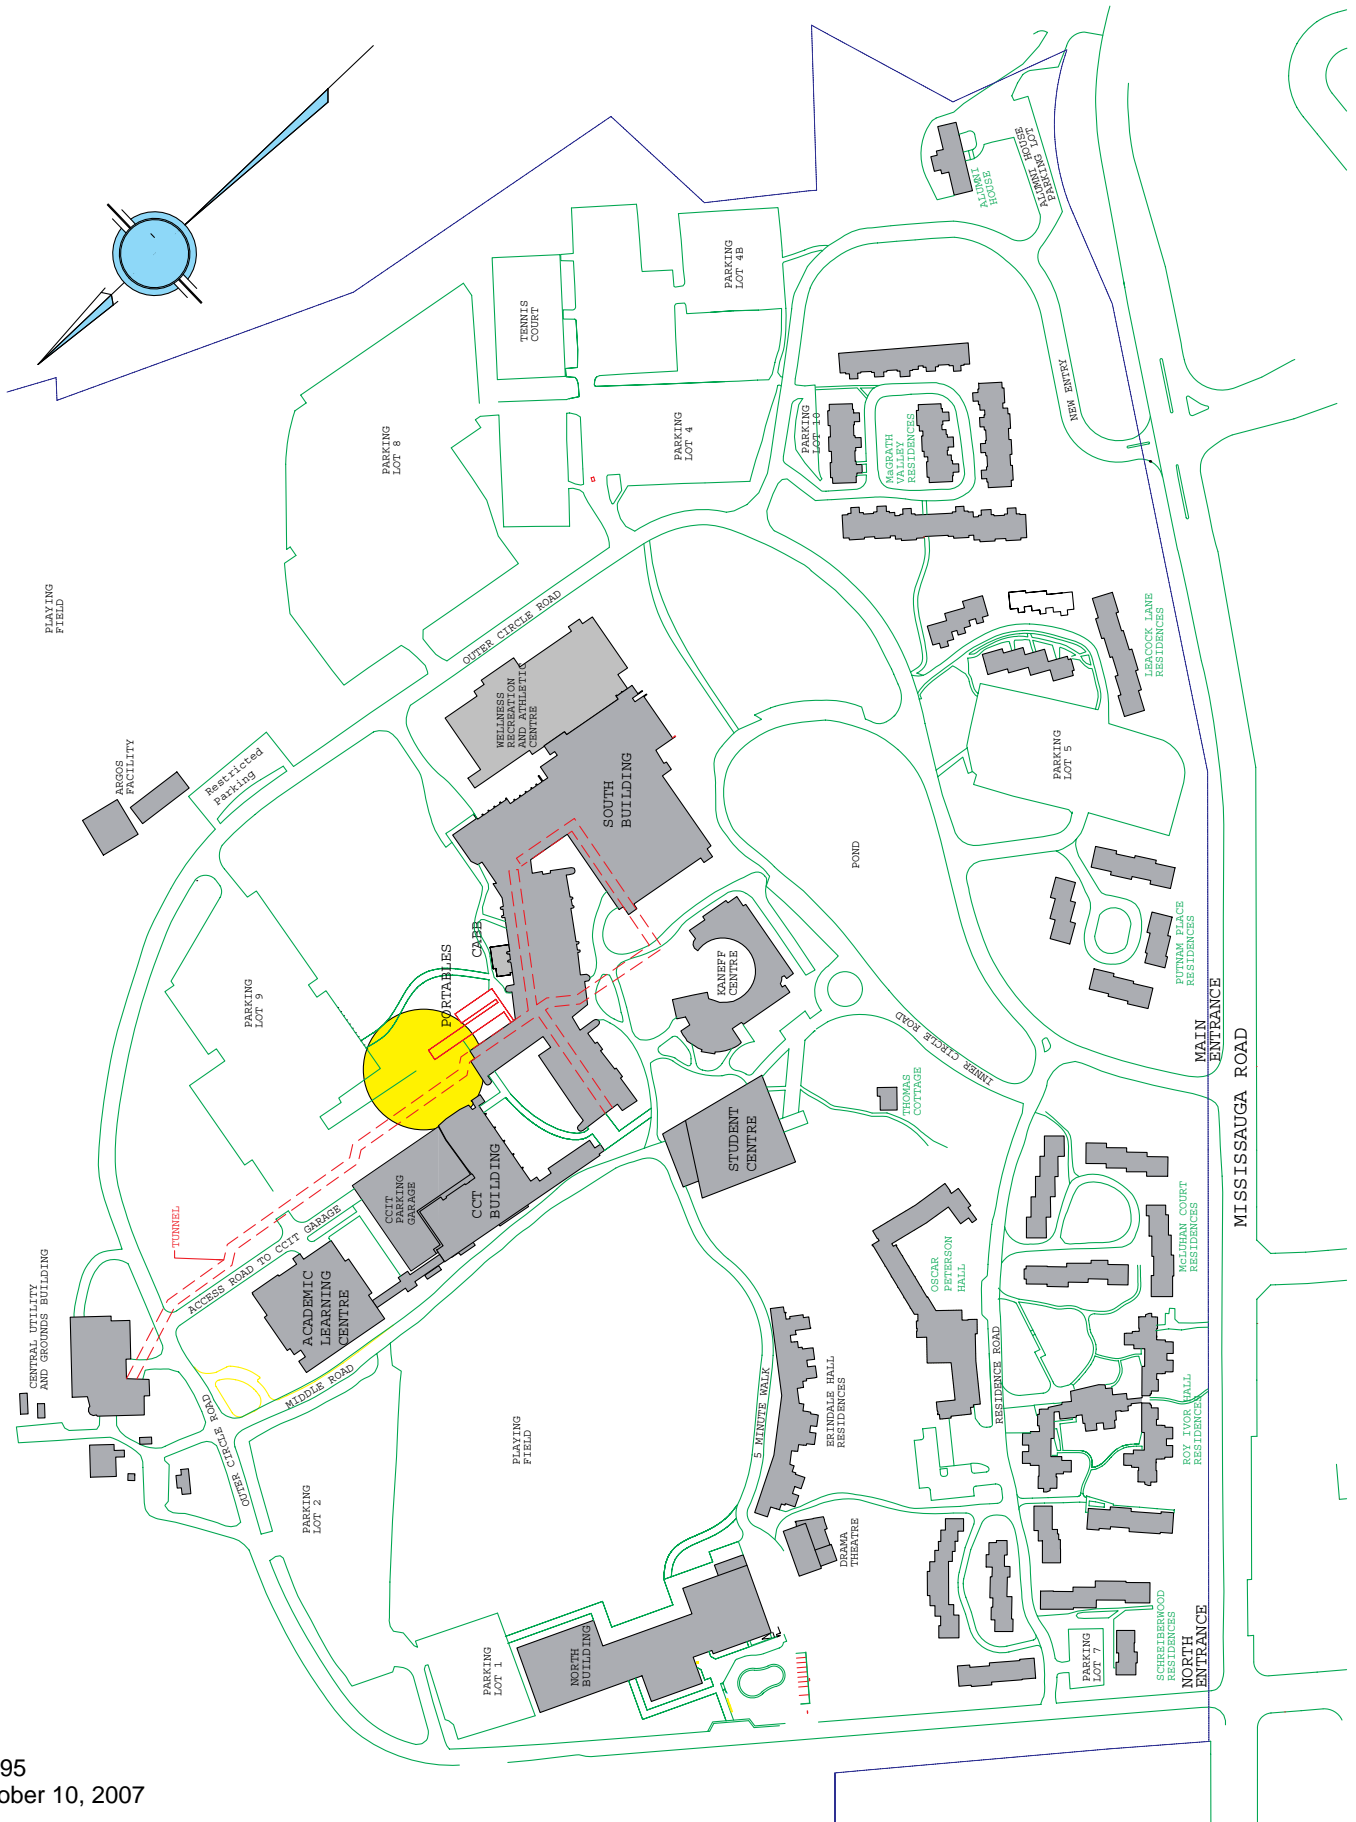 ALUMNI HOUSE
PARKING LOT
ALUMNI
HOUSE
PARKING
LOT 4B
TENNIS
COURT
NEW ENTRY
PARKING
LOT 8
PARKING
LOT 4
PARKING
LOT 10
MaGRATH
VALLEY
RESIDENCES
PLAYING
FIELD
OUTER CIRCLE ROAD
LEACOCK LANE
RESIDENCES
WELLNESS
RECREATION
AND ATHLETIC
CENTRE
ARGOS
FACILITY
Restricted
Parking
SOUTH
BUILDING
PARKING
LOT 5
POND
PUTNAM PLACE
RESIDENCES
CABB
PORTABLES
KANEFF
CENTRE
PARKING
LOT 9
INNER CIRCLE ROAD
MAIN
ENTRANCE
MISSISSAUGA ROAD
THOMAS
COTTAGE
STUDENT
CENTRE
CCT
BUILDING
CCIT
PARKING
GARAGE
TUNNEL
ACCESS ROAD TO CCIT GARAGE
McLUHAN COURT
RESIDENCES
OSCAR
PETERSON
HALL
ACADEMIC
LEARNING
CENTRE
CENTRAL UTILITY
AND GROUNDS BUILDING
MIDDLE ROAD
RESIDENCE ROAD
5 MINUTE WALK
ERINDALE HALL
RESIDENCES
ROY IVOR HALL
RESIDENCES
OUTER CIRCLE ROAD
PLAYING
FIELD
PARKING
LOT 2
DRAMA
THEATRE
NORTH
BUILDING
PARKING
LOT 1
PARKING
LOT 7
SCHREIBERWOOD
RESIDENCES
NORTH
ENTRANCE
95
ober 10, 2007